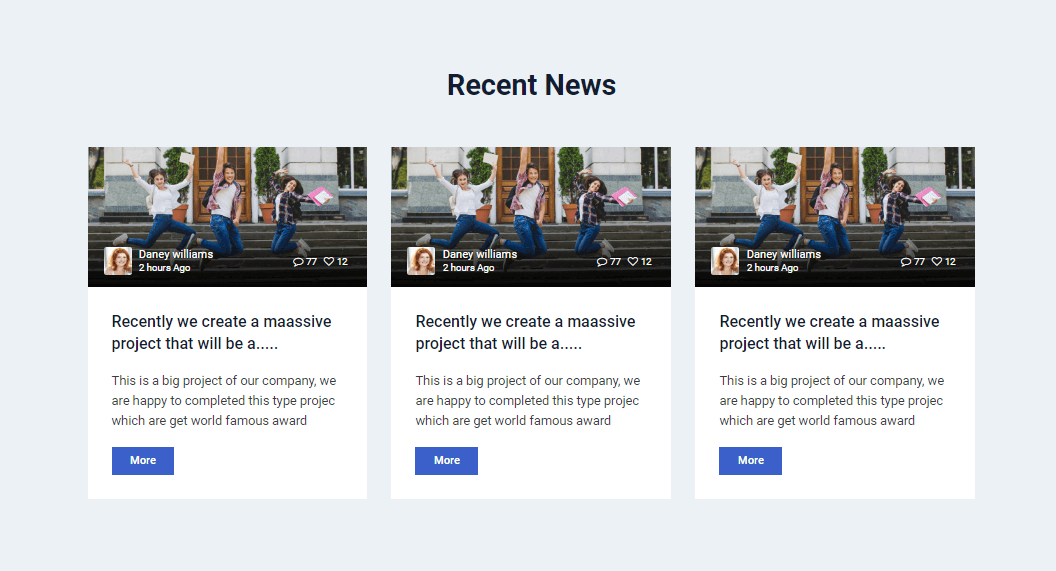 Recent News
Daney williams
2 hours Ago
77 12
Recently we create a maassive
project that will be a.....
This is a big project of our company, we
are happy to completed this type projec
which are get world famous award
More
Daney williams
2 hours Ago
77 12
Recently we create a maassive
project that will be a.....
This is a big project of our company, we
are happy to completed this type projec
which are get world famous award
More
Daney williams
2 hours Ago
77 12
Recently we create a maassive
project that will be a.....
This is a big project of our company, we
are happy to completed this type projec
which are get world famous award
More